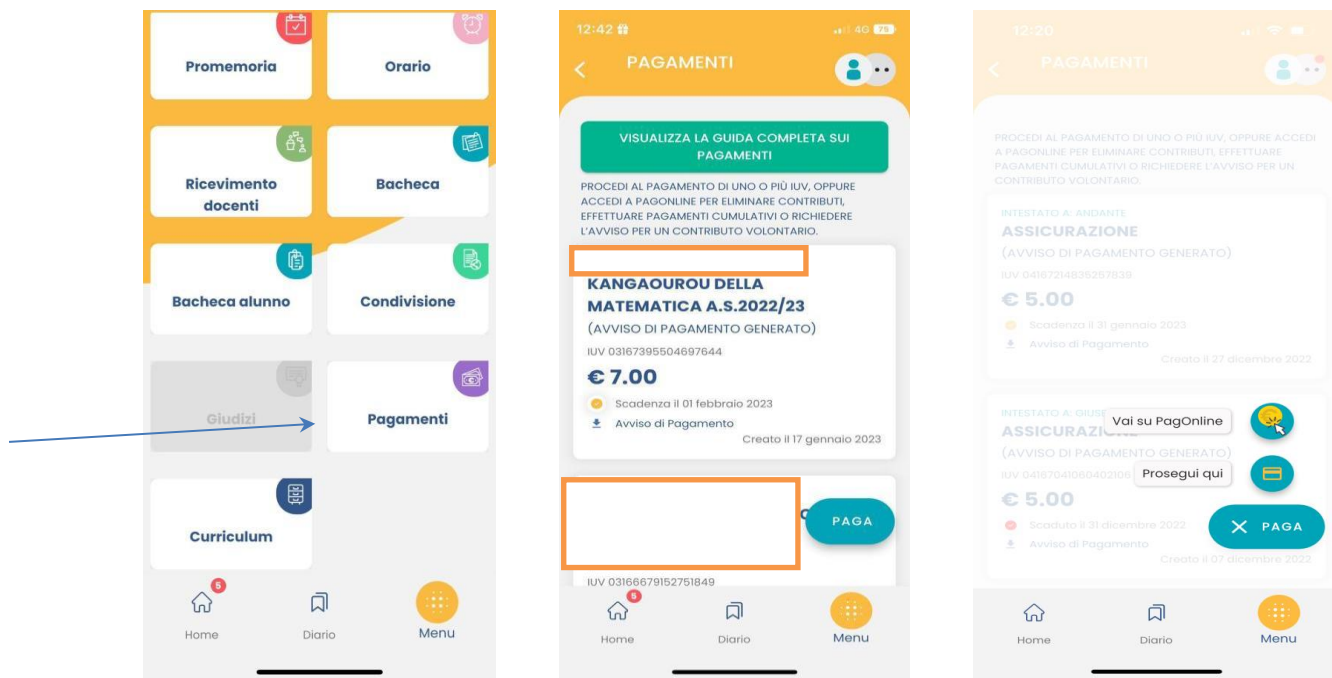 Promemoria
Orario
Ricevimento
docenti
Bacheca
Bacheca alunno
Condivisione
Giudizi
Pagamenti
Curriculum
5
Home
Diario
Menu
12:42
4G 75
PAGAMENTI
VISUALIZZA LA GUIDA COMPLETA SUI
PAGAMENTI
PROCEDI AL PAGAMENTO DI UNO O PIÙ IUV, OPPURE
ACCEDI A PAGONLINE PER ELIMINARE CONTRIBUTI,
EFFETTUARE PAGAMENTI CUMULATIVI O RICHIEDERE
L'AVVISO PER UN CONTRIBUTO VOLONTARIO.
KANGAOUROU DELLA
MATEMATICA A.S.2022/23
(AVVISO DI PAGAMENTO GENERATO)
IUV 03167395504697644
€ 7.00
Scadenza il 01 febbraio 2023
Avviso di Pagamento
Creato il 17 gennaio 2023
PAGA
IUV 03166679152751849
5
Home
Diario
Menu
12:20
PAGAMENTI
PROCEDI AL PAGAMENTO DI UNO O PIÙ IUV, OPPURE ACCEDI
A PAGONLINE PER ELIMINARE CONTRIBUTI, EFFETTUARE
PAGAMENTI CUMULATIVI O RICHIEDERE L'AVVISO PER UN
CONTRIBUTO VOLONTARIO.
INTESTATO A: ANDANTE
ASSICURAZIONE
(AVVISO DI PAGAMENTO GENERATO)
IUV 04167214835257839
€ 5.00
Scadenza il 31 gennaio 2023
Avviso di Pagamento
Creato il 27 dicembre 2022
INTESTATO A:
Vai su PagOnline
ASSICURAZIONE
(AVVISO DI PAGAMENTO GENERATO)
IUV 04167041060402106
Prosegui qui
€ 5.00
Scaduto il 31 dicembre 2022
PAGA
Avviso di Pagamento
Creato il 07 dicembre 2022
Home
Diario
Menu